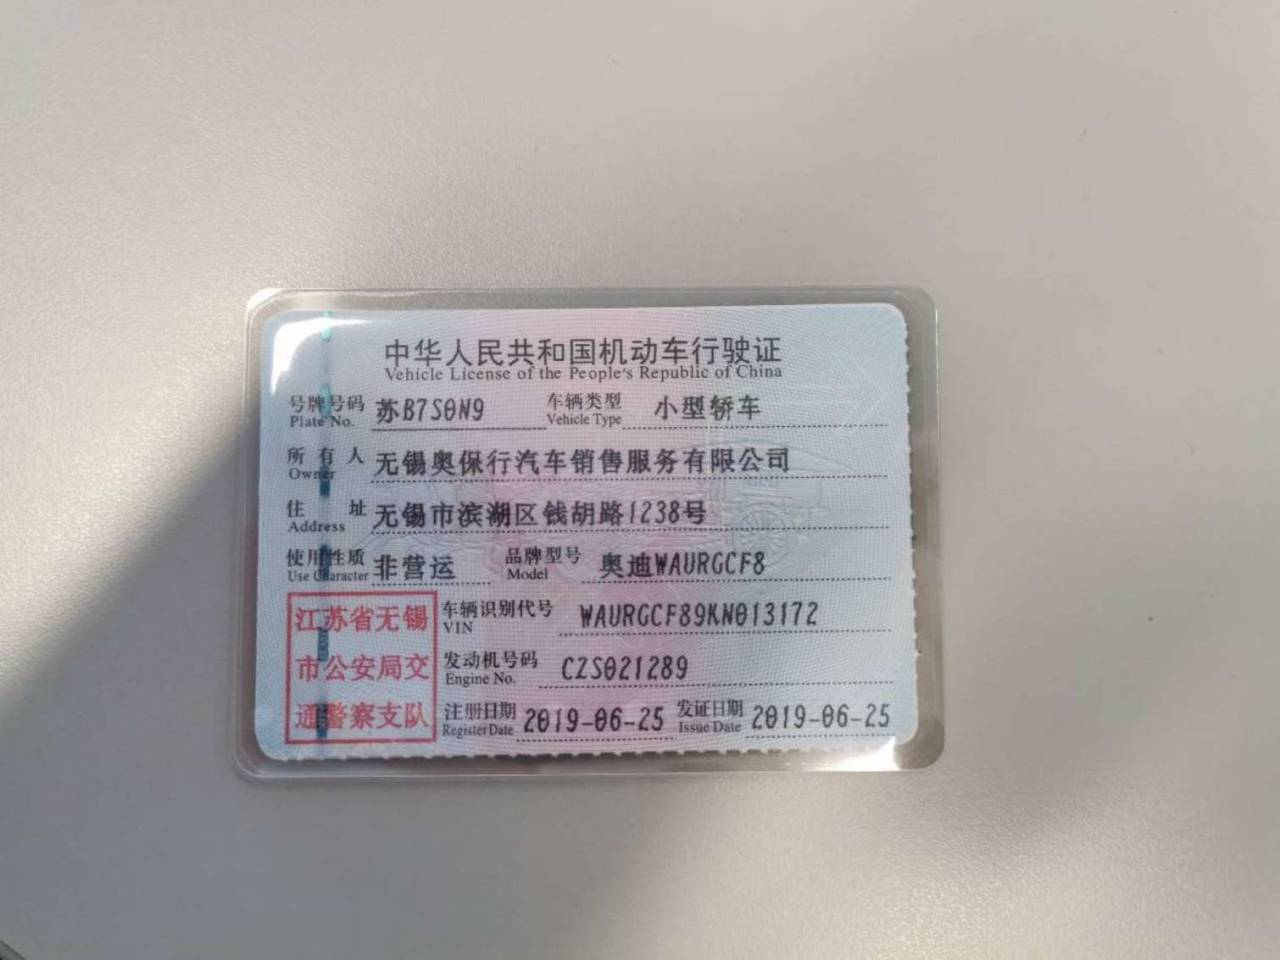 中华人民共和国机动车行驶证
Vehicle License of the People's Republic of China
号牌号码 苏B7S0N9 车辆类型 小型轿车
Plate No. Vehicle Type
所有人 无锡奥保行汽车销售服务有限公司
Owner
住址 无锡市滨湖区钱胡路1238号
Address
使用性质 非营运 品牌型号 奥迪WAURGCF8
Use Character Model
江苏省无锡
市公安局交
通警察支队
车辆识别代号 WAURGCF89KN013172
VIN
发动机号码 CZS021289
Engine No.
注册日期 2019-06-25 发证日期 2019-06-25
Register Date Issue Date